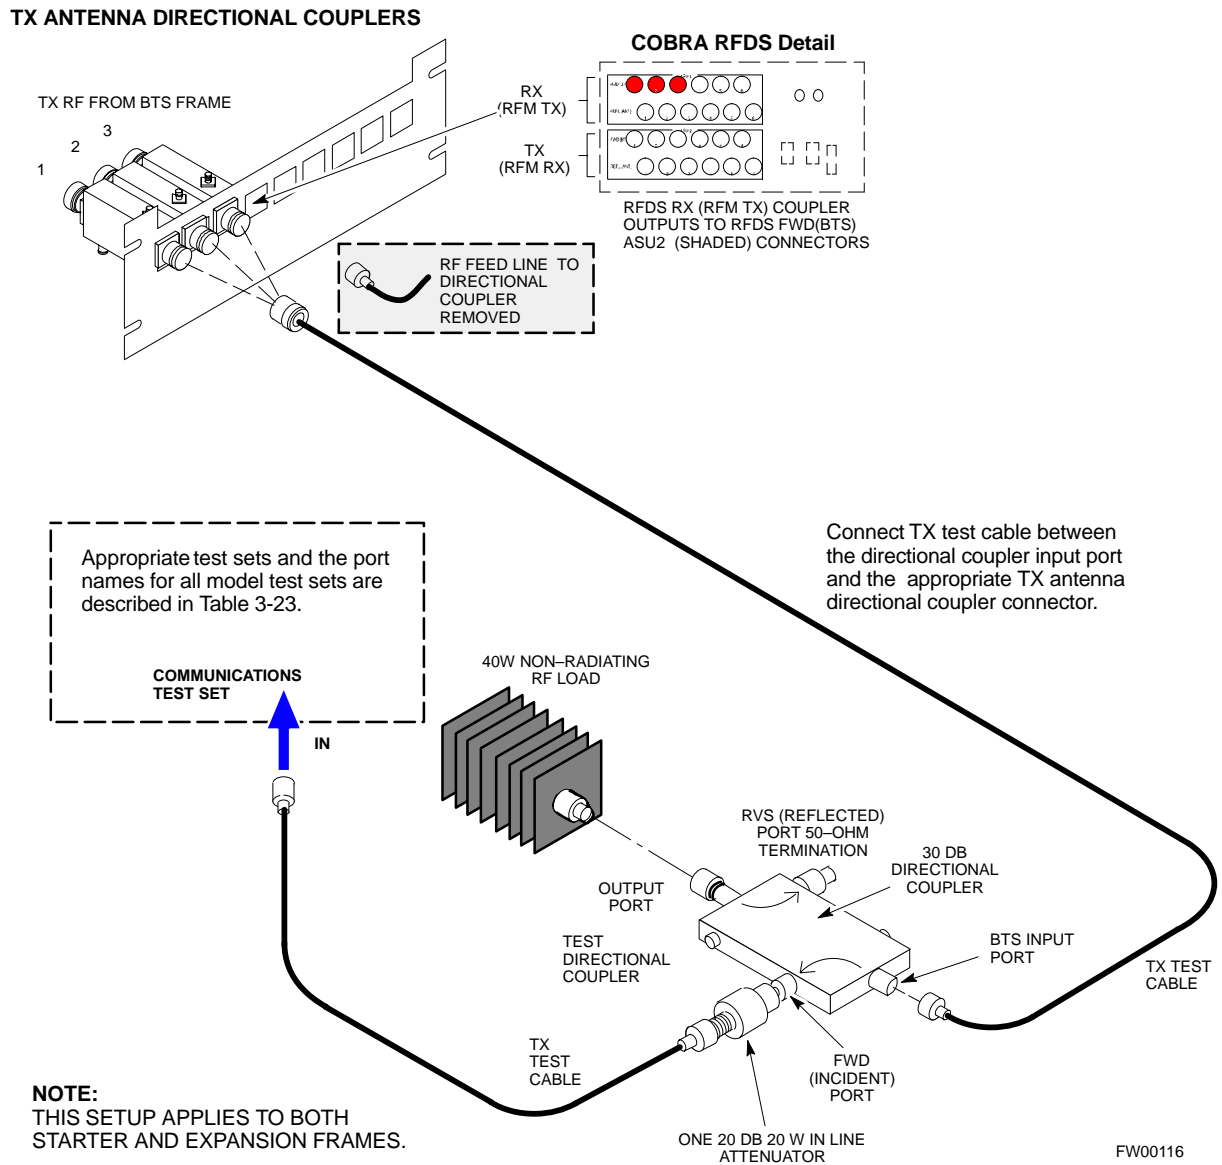 TX ANTENNA DIRECTIONAL COUPLERS
COBRA RFDS Detail
TX RF FROM BTS FRAME
1
2
3
RX
(RFM TX)
TX
(RFM RX)
RFDS RX (RFM TX) COUPLER
OUTPUTS TO RFDS FWD(BTS)
ASU2 (SHADED) CONNECTORS
RF FEED LINE TO
DIRECTIONAL
COUPLER
REMOVED
Appropriate test sets and the port
names for all model test sets are
described in Table 3-23.
COMMUNICATIONS
TEST SET
IN
Connect TX test cable between
the directional coupler input port
and the appropriate TX antenna
directional coupler connector.
40W NON–RADIATING
RF LOAD
RVS (REFLECTED)
PORT 50–OHM
TERMINATION
30 DB
DIRECTIONAL
COUPLER
OUTPUT
PORT
TEST
DIRECTIONAL
COUPLER
BTS INPUT
PORT
TX TEST
CABLE
TX
TEST
CABLE
FWD
(INCIDENT)
PORT
ONE 20 DB 20 W IN LINE
ATTENUATOR
NOTE:
THIS SETUP APPLIES TO BOTH
STARTER AND EXPANSION FRAMES.
FW00116